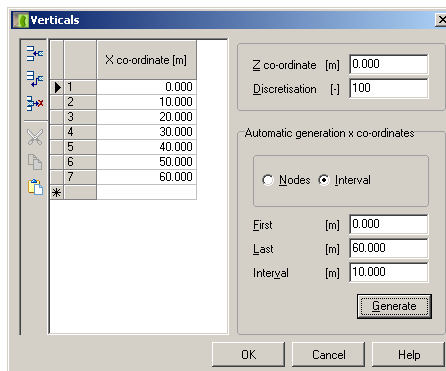 Verticals
X co-ordinate [m]
1 0.000
2 10.000
3 20.000
4 30.000
5 40.000
6 50.000
7 60.000
Z co-ordinate [m] 0.000
Discretisation [-] 100
Automatic generation x co-ordinates
Nodes Interval
First [m] 0.000
Last [m] 60.000
Interval [m] 10.000
Generate
OK Cancel Help